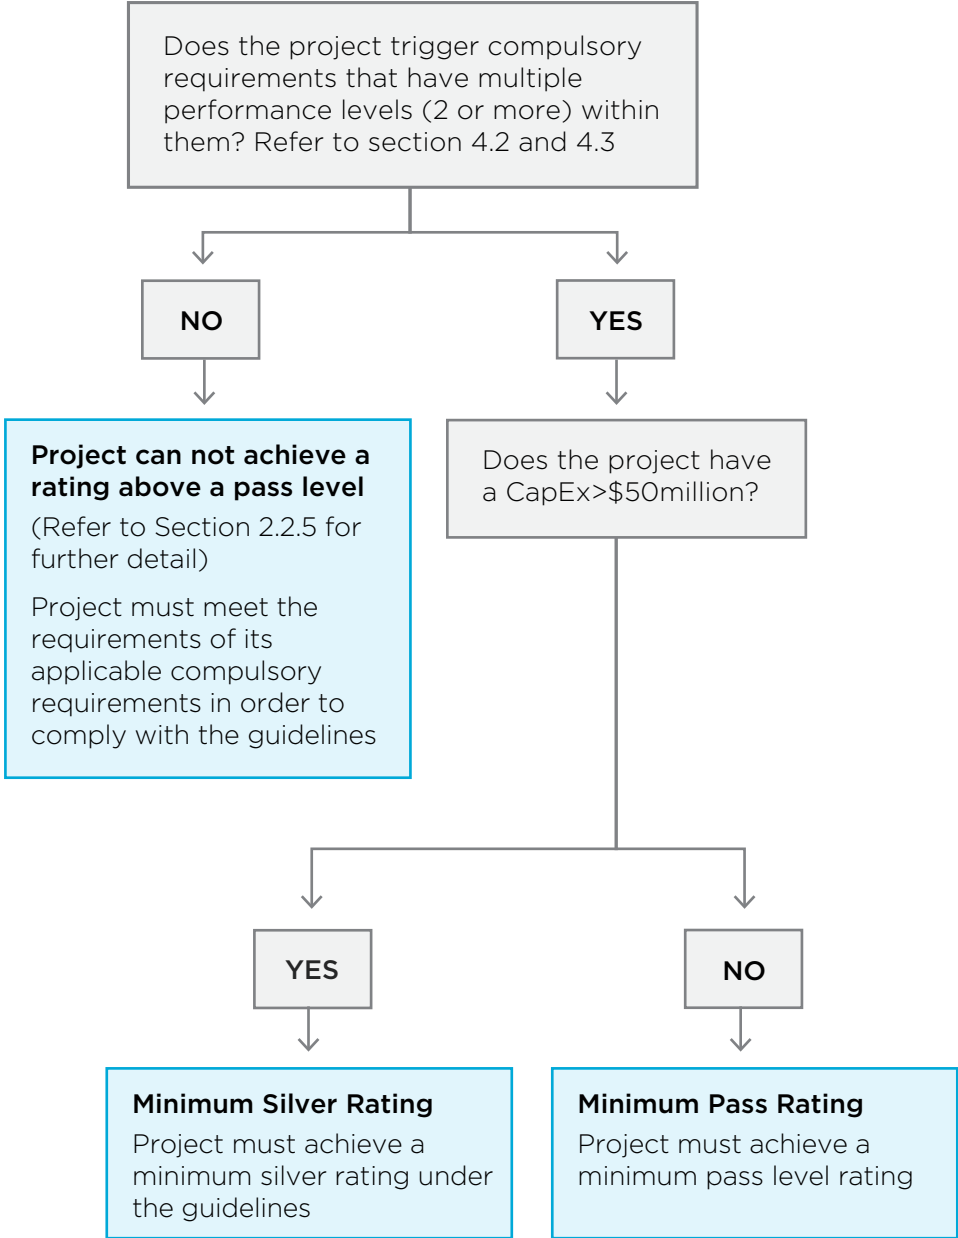 Does the project trigger compulsory
requirements that have multiple
performance levels (2 or more) within
them? Refer to section 4.2 and 4.3
NO
YES
Project can not achieve a
rating above a pass level
(Refer to Section 2.2.5 for
further detail)
Project must meet the
requirements of its
applicable compulsory
requirements in order to
comply with the guidelines
Does the project have
a CapEx>$50million?
YES
NO
Minimum Silver Rating
Project must achieve a
minimum silver rating under
the guidelines
Minimum Pass Rating
Project must achieve a
minimum pass level rating